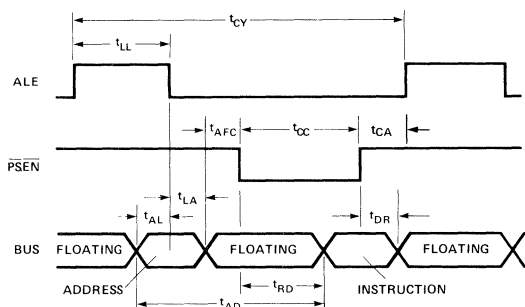 tCY
tLL
ALE
tAFC
tCC
tCA
PSEN
tLA
tAL
tDR
BUS
FLOATING
FLOATING
FLOATING
ADDRESS
tRD
INSTRUCTION
tAD